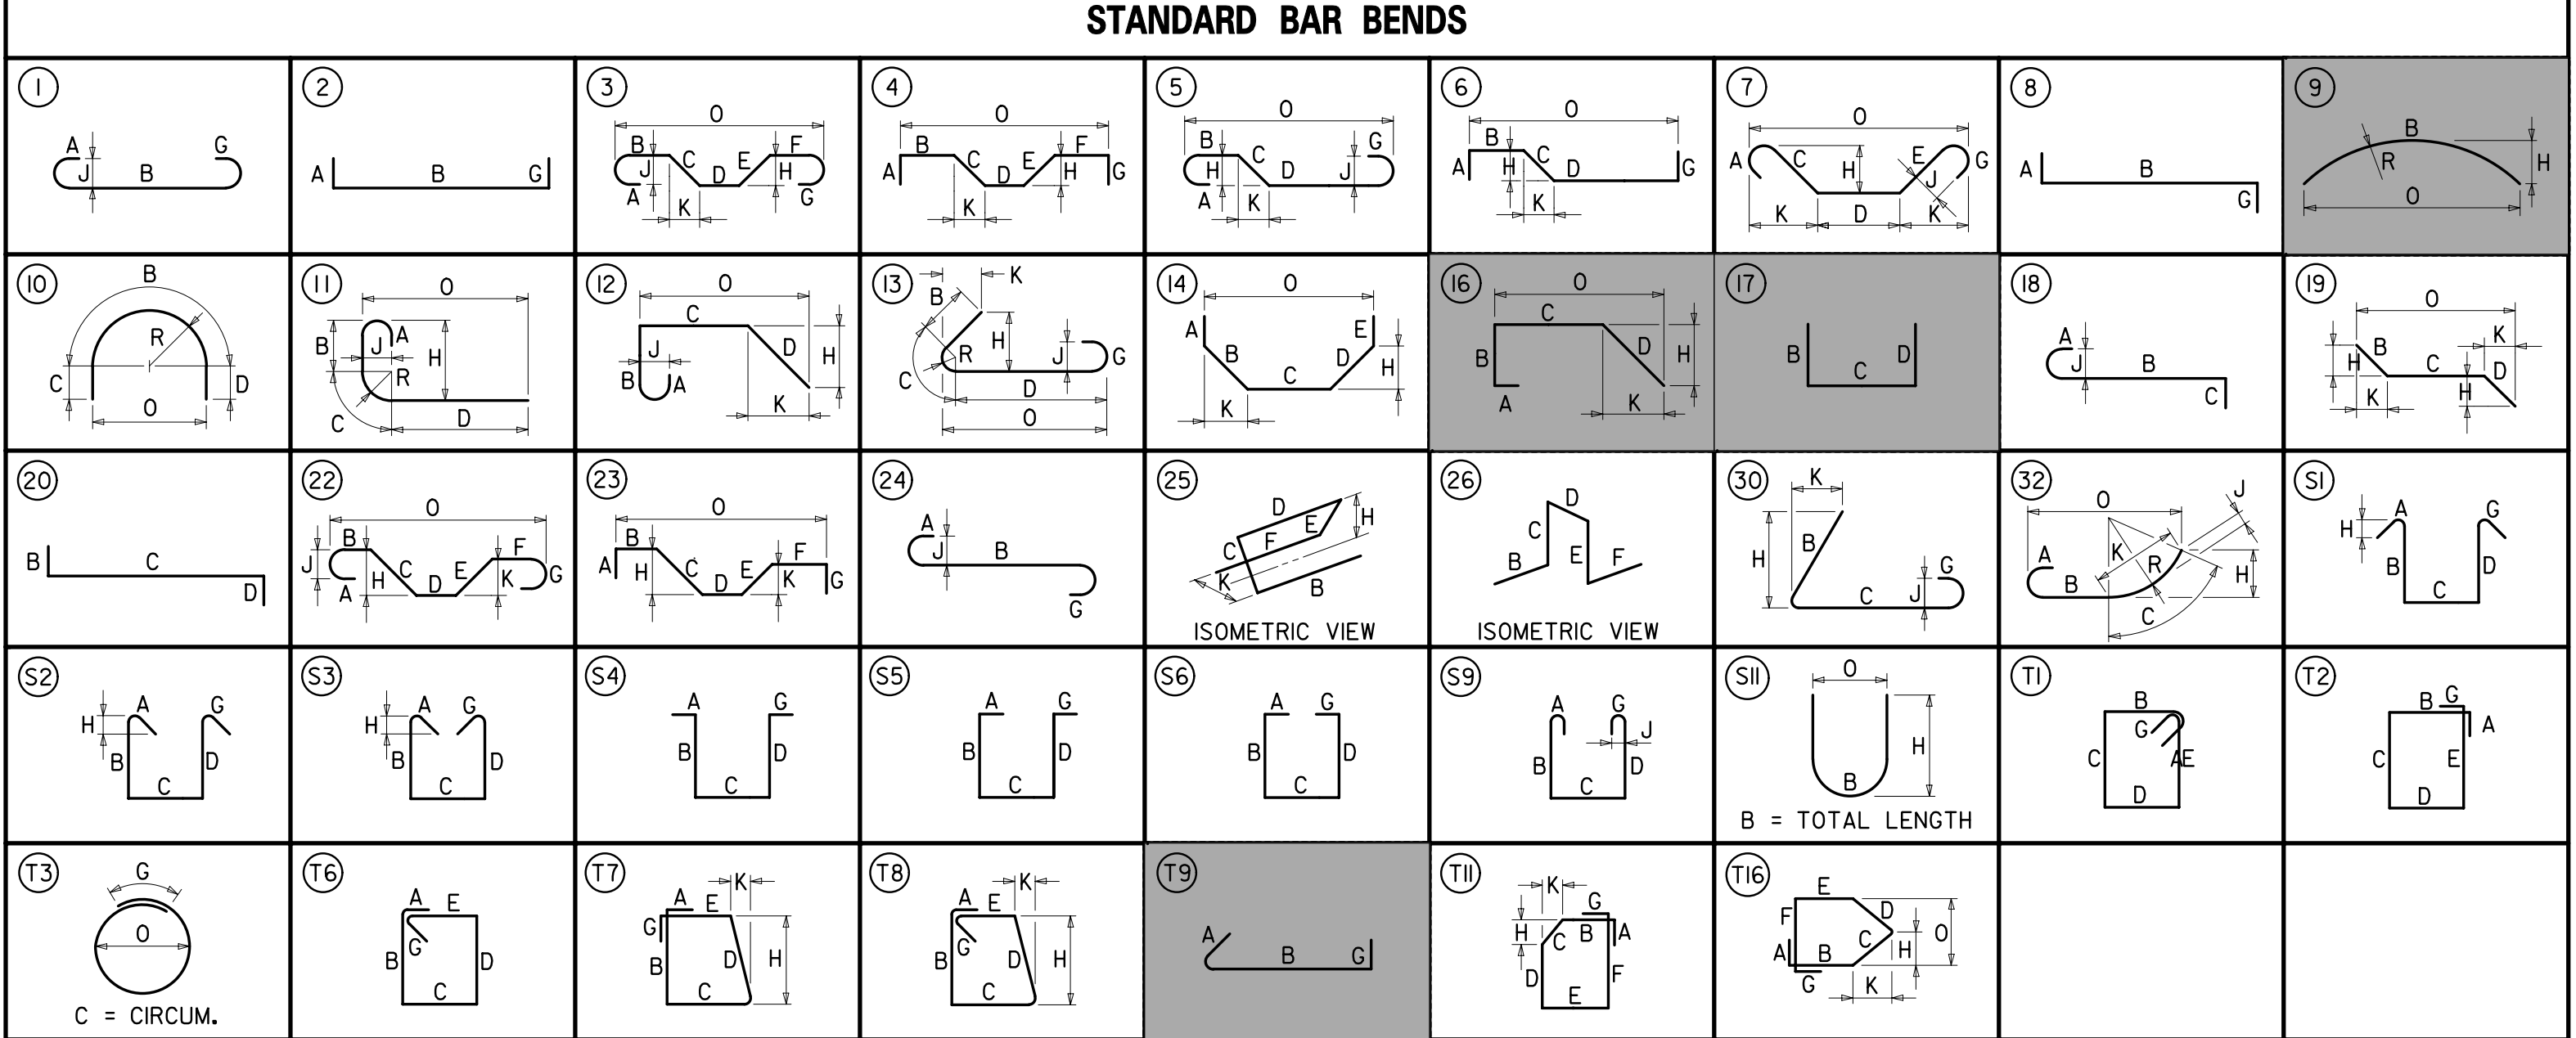 STANDARD BAR BENDS
1
A
G
J
B
2
A
B
G
3
O
B
C
E
F
J
D
H
A
G
K
4
O
B
F
A
C
E
D
H
G
K
5
O
B
C
G
H
D
J
A
K
6
O
B
C
A
H
D
G
K
7
O
A
C
H
E
G
J
K
D
K
8
A
B
G
9
B
R
H
O
10
B
R
C
D
O
11
O
B
A
J
H
R
C
D
12
O
C
J
D
H
B
A
K
13
K
B
H
R
J
G
C
D
O
14
O
A
E
B
D
H
C
K
16
O
C
B
D
H
A
K
17
B
D
C
18
A
J
B
C
19
O
K
H
B
C
D
K
H
20
B
C
D
22
O
B
F
J
C
E
H
D
K
G
A
23
O
B
F
A
H
C
E
D
K
G
24
A
J
B
G
25
D
H
E
C
F
K
B
ISOMETRIC VIEW
26
D
C
B
E
F
ISOMETRIC VIEW
30
K
B
H
G
C
J
32
O
J
K
A
R
H
B
C
S1
A
G
H
B
D
C
S2
A
G
H
B
D
C
S3
A
G
H
B
D
C
S4
A
G
B
D
C
S5
A
G
B
D
C
S6
A
G
B
D
C
S9
A
G
J
B
D
C
S11
O
H
B
B = TOTAL LENGTH
T1
B
G
C
AE
D
T2
G
B
A
C
E
D
T3
G
O
C = CIRCUM.
T6
A
E
G
B
D
C
T7
K
A
E
G
D
H
B
C
T8
K
A
E
G
B
D
H
C
T9
A
B
G
T11
K
G
H
B
A
C
D
F
E
T16
E
F
D
O
C
A
B
H
G
K